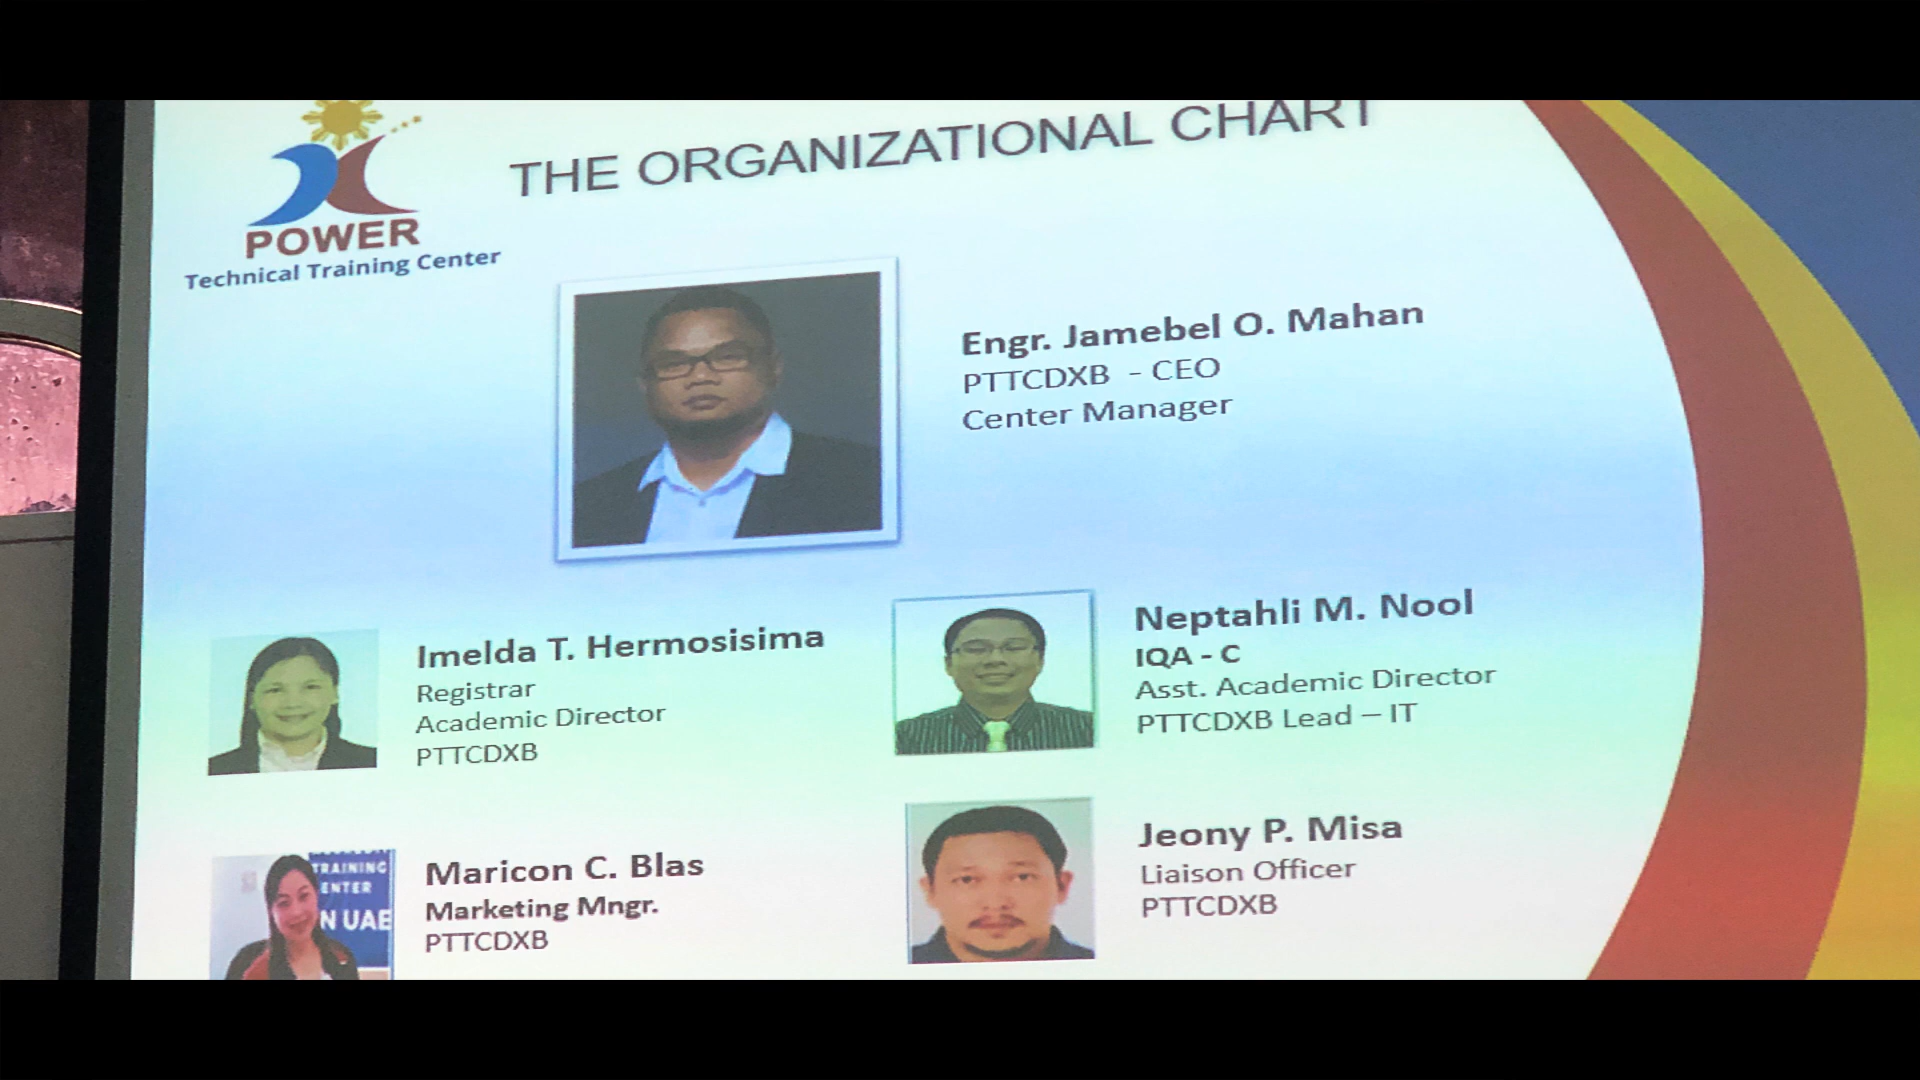 POWER
Technical Training Center
THE ORGANIZATIONAL CHART
Engr. Jamebel O. Mahan
PTTCDXB - CEO
Center Manager
Imelda T. Hermosisima
Registrar
Academic Director
PTTCDXB
Neptahli M. Nool
IQA - C
Asst. Academic Director
PTTCDXB Lead – IT
TRAINING
ENTER
N UAE
Maricon C. Blas
Marketing Mngr.
PTTCDXB
Jeony P. Misa
Liaison Officer
PTTCDXB